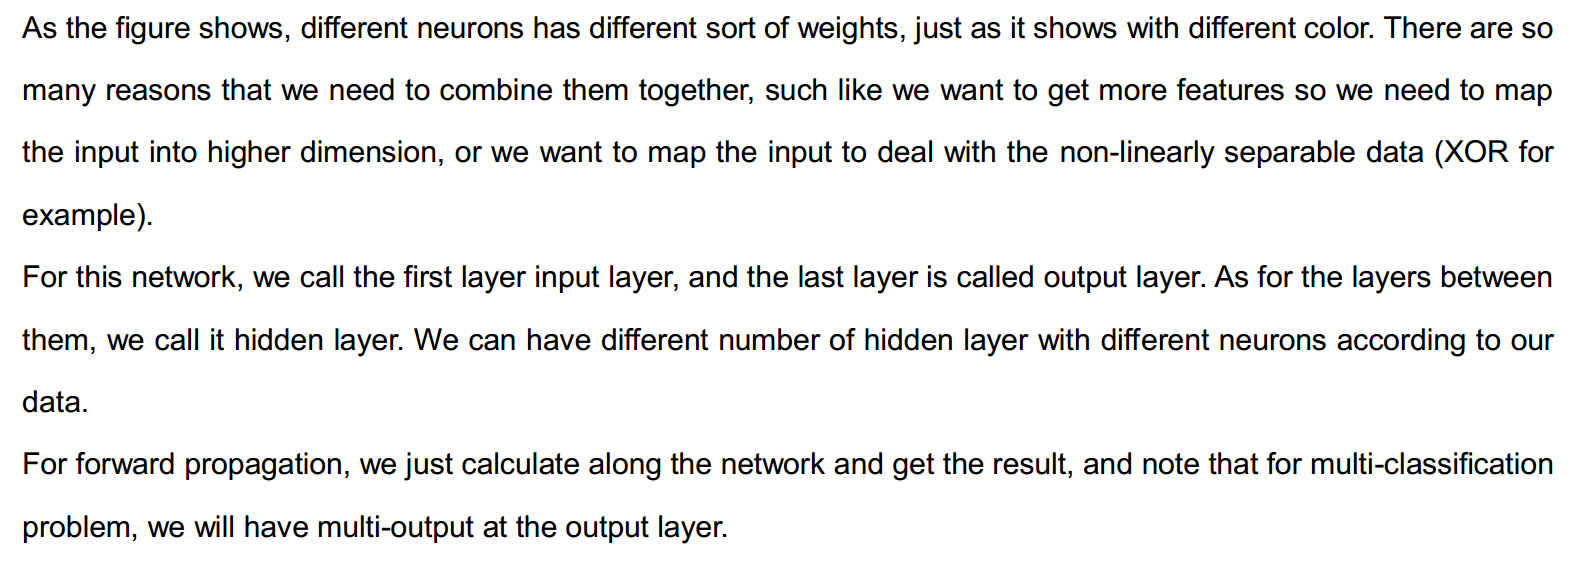 As the figure shows, different neurons has different sort of weights, just as it shows with different color. There are so
many reasons that we need to combine them together, such like we want to get more features so we need to map
the input into higher dimension, or we want to map the input to deal with the non-linearly separable data (XOR for
example).
For this network, we call the first layer input layer, and the last layer is called output layer. As for the layers between
them, we call it hidden layer. We can have different number of hidden layer with different neurons according to our
data.
For forward propagation, we just calculate along the network and get the result, and note that for multi-classification
problem, we will have multi-output at the output layer.